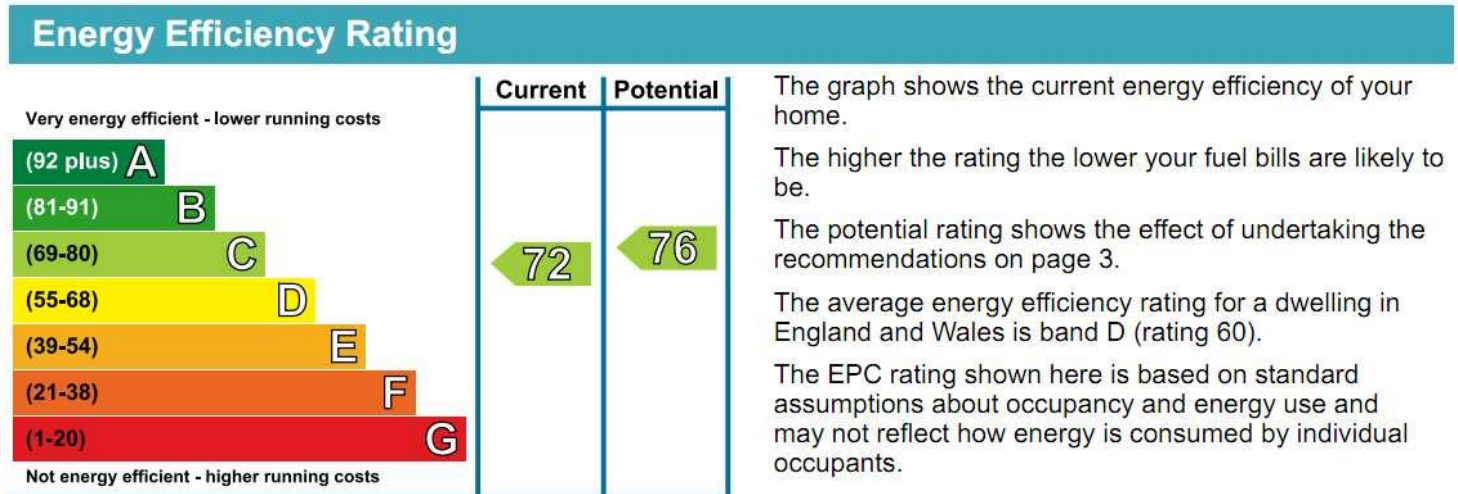 Energy Efficiency Rating
Current Potential
Very energy efficient - lower running costs
(92 plus) A
(81-91) B
(69-80) C
(55-68) D
(39-54) E
(21-38) F
(1-20) G
Not energy efficient - higher running costs
72
76
The graph shows the current energy efficiency of your
home.
The higher the rating the lower your fuel bills are likely to
be.
The potential rating shows the effect of undertaking the
recommendations on page 3.
The average energy efficiency rating for a dwelling in
England and Wales is band D (rating 60).
The EPC rating shown here is based on standard
assumptions about occupancy and energy use and
may not reflect how energy is consumed by individual
occupants.